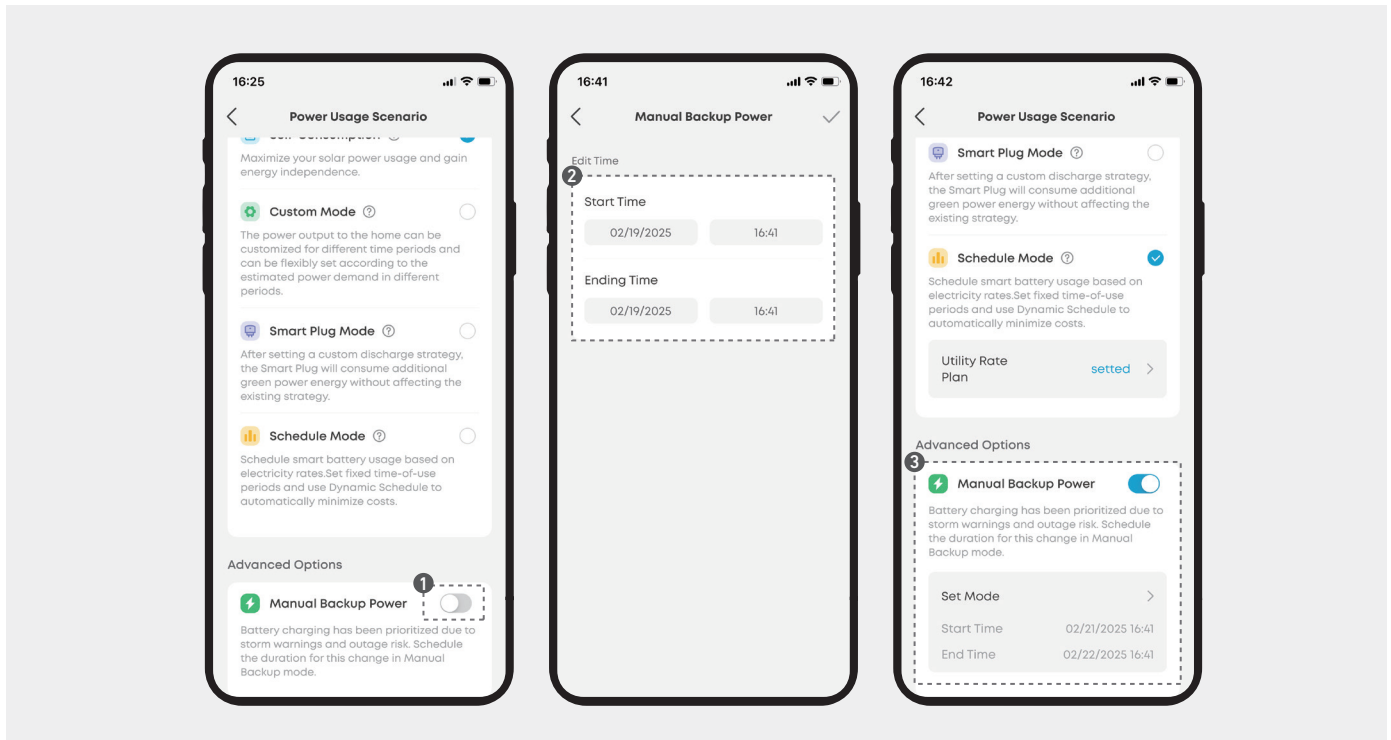 16:25
Power Usage Scenario
Self-Consumption
Maximize your solar power usage and gain
energy independence.
Custom Mode ?
The power output to the home can be
customized for different time periods and
can be flexibly set according to the
estimated power demand in different
periods.
Smart Plug Mode ?
After setting a custom discharge strategy,
the Smart Plug will consume additional
green power energy without affecting the
existing strategy.
Schedule Mode ?
Schedule smart battery usage based on
electricity rates.Set fixed time-of-use
periods and use Dynamic Schedule to
automatically minimize costs.
Advanced Options
1
Manual Backup Power
Battery charging has been prioritized due to
storm warnings and outage risk. Schedule
the duration for this change in Manual
Backup mode.
16:41
Manual Backup Power
Edit Time
2
Start Time
02/19/2025 16:41
Ending Time
02/19/2025 16:41
16:42
Power Usage Scenario
Smart Plug Mode ?
After setting a custom discharge strategy,
the Smart Plug will consume additional
green power energy without affecting the
existing strategy.
Schedule Mode ?
Schedule smart battery usage based on
electricity rates.Set fixed time-of-use
periods and use Dynamic Schedule to
automatically minimize costs.
Utility Rate
Plan
setted
Advanced Options
3
Manual Backup Power
Battery charging has been prioritized due to
storm warnings and outage risk. Schedule
the duration for this change in Manual
Backup mode.
Set Mode
Start Time 02/21/2025 16:41
End Time 02/22/2025 16:41